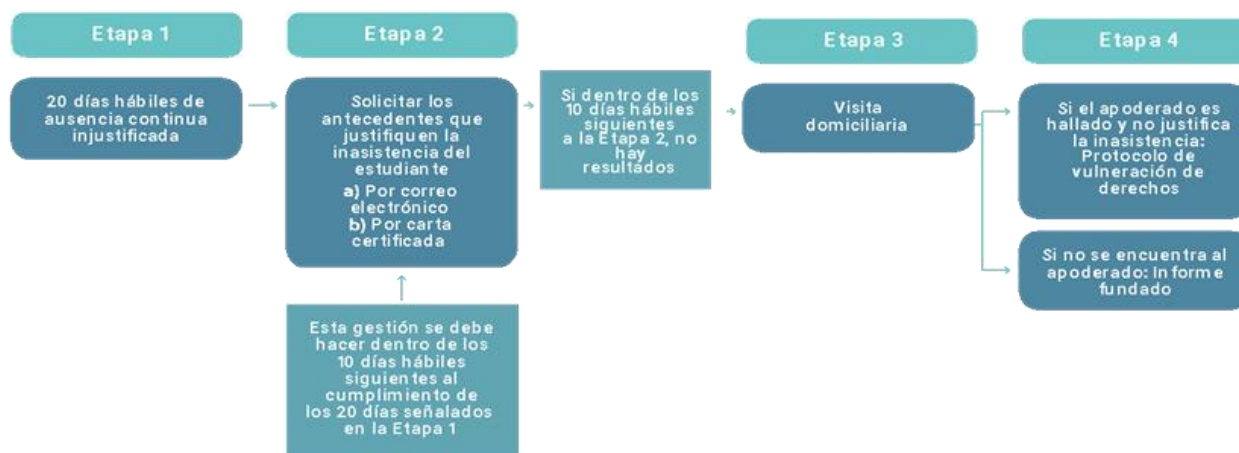 Etapa 1
20 días hábiles de
ausencia continua
injustificada
Etapa 2
Solicitar los
antecedentes que
justifiquen la
inasistencia del
estudiante
a) Por correo
electrónico
b) Por carta
certificada
Esta gestión se debe
hacer dentro de los
10 días hábiles
siguientes al
cumplimiento de
los 20 días señalados
en la Etapa 1
Si dentro de los
10 días hábiles
siguientes
a la Etapa 2, no
hay
resultados
Etapa 3
Visita
domiciliaria
Etapa 4
Si el apoderado es
hallado y no justifica
la inasistencia:
Protocolo de
vulneración de
derechos
Si no se encuentra al
apoderado: Informe
fundado